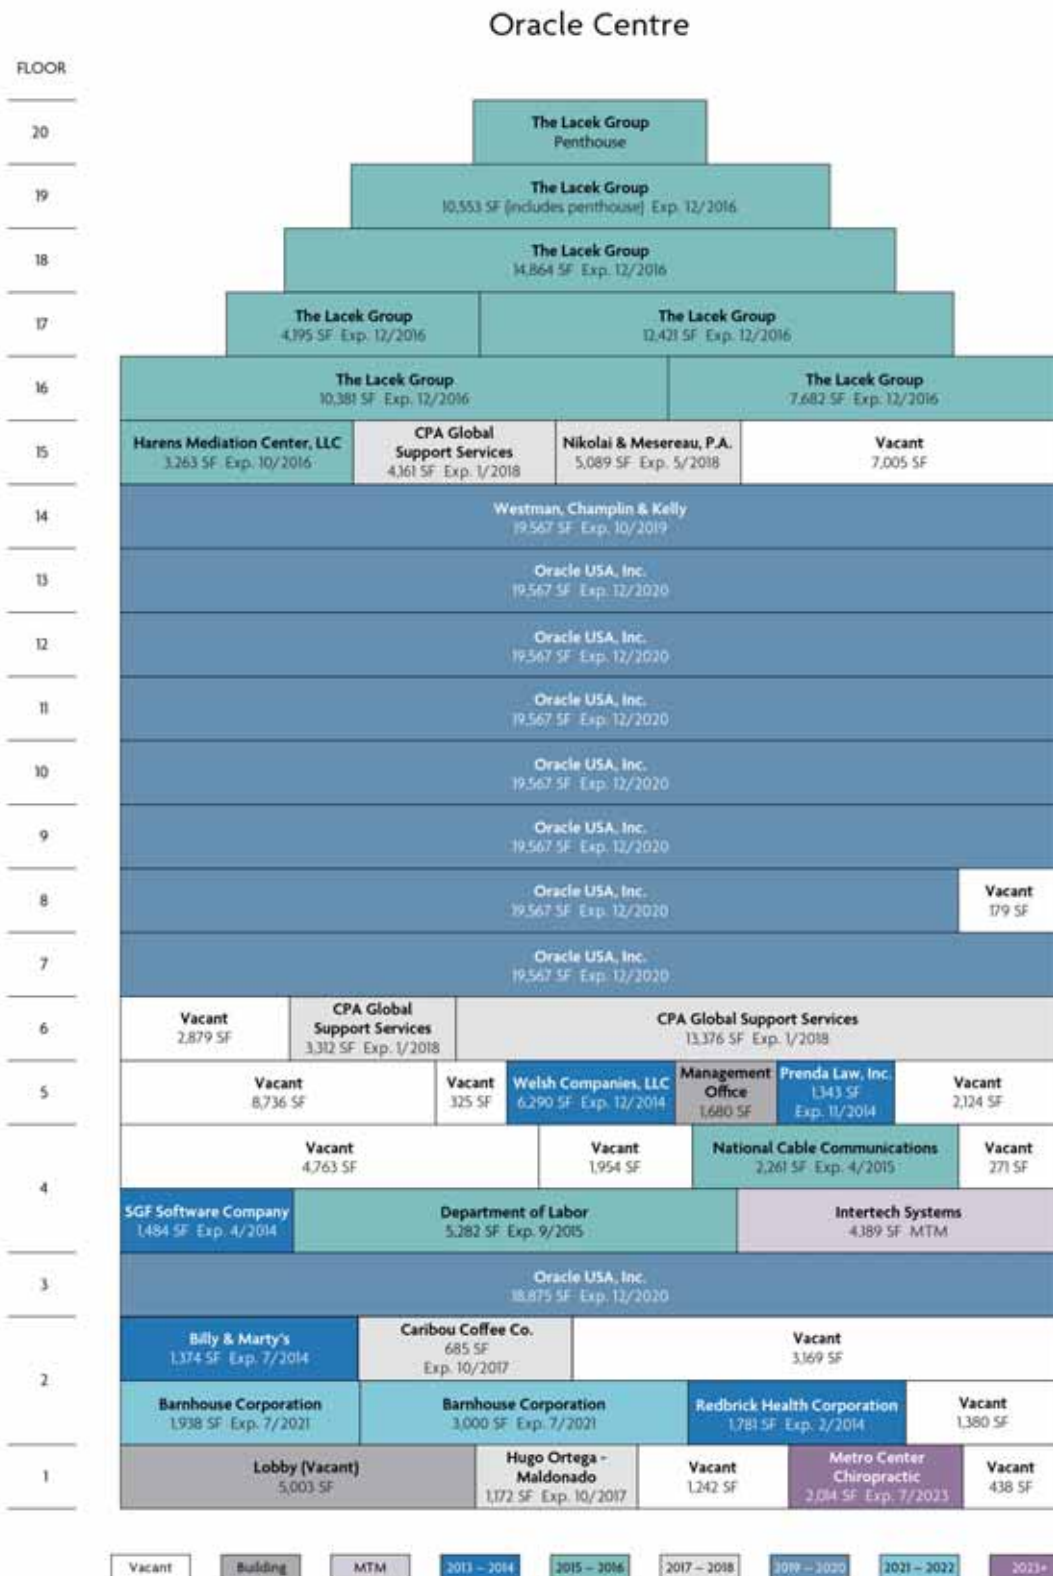 Oracle Centre
FLOOR
20
The Lacek Group
Penthouse
19
The Lacek Group
10,553 SF (includes penthouse) Exp. 12/2016
18
The Lacek Group
14,864 SF Exp. 12/2016
17
The Lacek Group
4,195 SF Exp. 12/2016
The Lacek Group
12,421 SF Exp. 12/2016
16
The Lacek Group
10,381 SF Exp. 12/2016
The Lacek Group
7,682 SF Exp. 12/2016
15
Harens Mediation Center, LLC
3,263 SF Exp. 10/2016
CPA Global
Support Services
4,161 SF Exp. 1/2018
Nikolai & Mesereau, P.A.
5,089 SF Exp. 5/2018
Vacant
7,005 SF
14
Westman, Champlin & Kelly
19,567 SF Exp. 10/2019
13
Oracle USA, Inc.
19,567 SF Exp. 12/2020
12
Oracle USA, Inc.
19,567 SF Exp. 12/2020
11
Oracle USA, Inc.
19,567 SF Exp. 12/2020
10
Oracle USA, Inc.
19,567 SF Exp. 12/2020
9
Oracle USA, Inc.
19,567 SF Exp. 12/2020
8
Oracle USA, Inc.
19,567 SF Exp. 12/2020
Vacant
179 SF
7
Oracle USA, Inc.
19,567 SF Exp. 12/2020
6
Vacant
2,879 SF
CPA Global
Support Services
3,312 SF Exp. 1/2018
CPA Global Support Services
13,376 SF Exp. 1/2018
5
Vacant
8,736 SF
Vacant
325 SF
Welsh Companies, LLC
6,290 SF Exp. 12/2014
Management
Office
1,680 SF
Prenda Law, Inc.
1,343 SF
Exp. 11/2014
Vacant
2,124 SF
4
Vacant
4,763 SF
Vacant
1,954 SF
National Cable Communications
2,261 SF Exp. 4/2015
Vacant
271 SF
SGF Software Company
1,484 SF Exp. 4/2014
Department of Labor
5,282 SF Exp. 9/2015
Intertech Systems
4,189 SF MTM
3
Oracle USA, Inc.
18,875 SF Exp. 12/2020
2
Billy & Marty's
1,374 SF Exp. 7/2014
Caribou Coffee Co.
685 SF
Exp. 10/2017
Vacant
3,169 SF
Barnhouse Corporation
1,938 SF Exp. 7/2021
Barnhouse Corporation
3,000 SF Exp. 7/2021
Redbrick Health Corporation
1,781 SF Exp. 2/2014
Vacant
1,380 SF
1
Lobby (Vacant)
5,003 SF
Hugo Ortega -
Maldonado
1,172 SF Exp. 10/2017
Vacant
1,242 SF
Metro Center
Chiropractic
2,014 SF Exp. 7/2023
Vacant
438 SF
Vacant
Building
MTM
2013 – 2014
2015 – 2016
2017 – 2018
2019 – 2020
2021 – 2022
2023+